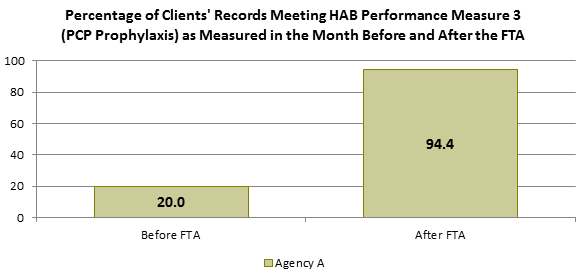 Percentage of Clients' Records Meeting HAB Performance Measure 3
(PCP Prophylaxis) as Measured in the Month Before and After the FTA
100
80
60
40
20
0
94.4
20.0
Before FTA
After FTA
Agency A